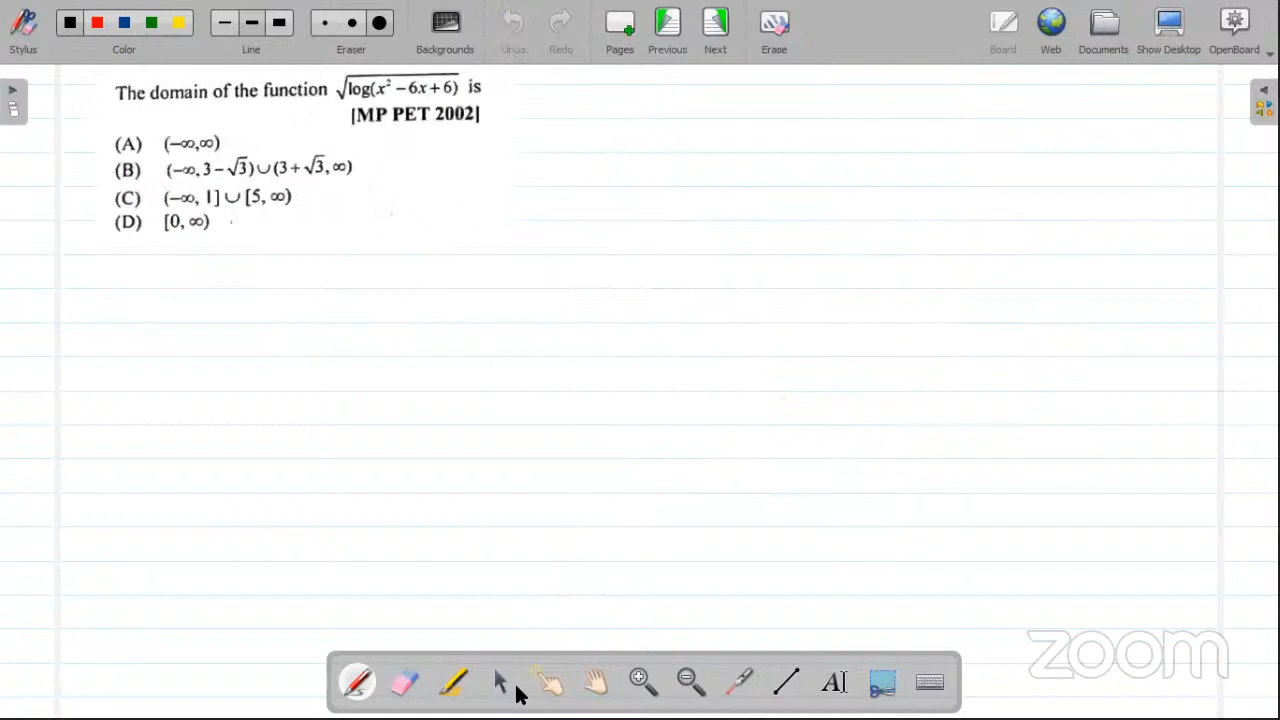 Stylus Color Line Eraser Backgrounds Undo Redo Pages Previous Next Erase Board Web Documents Show Desktop OpenBoard
The domain of the function √log(x² – 6x + 6) is
[MP PET 2002]
(A) (–∞,∞)
(B) (–∞, 3 – √3) ∪ (3 + √3, ∞)
(C) (–∞, 1] ∪ [5, ∞)
(D) [0, ∞)
zoom